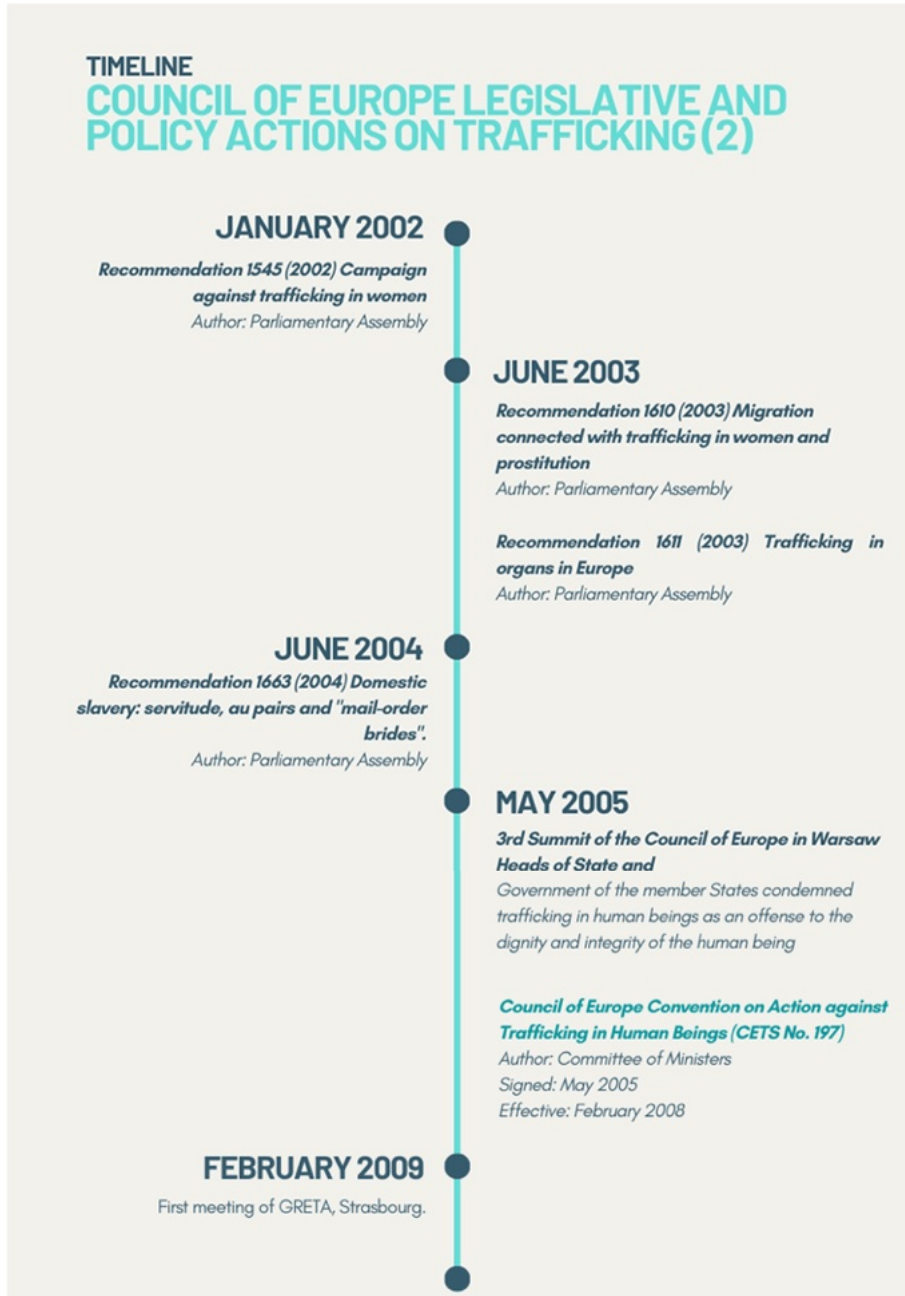 TIMELINE
COUNCIL OF EUROPE LEGISLATIVE AND
POLICY ACTIONS ON TRAFFICKING (2)
JANUARY 2002
Recommendation 1545 (2002) Campaign
against trafficking in women
Author: Parliamentary Assembly
JUNE 2003
Recommendation 1610 (2003) Migration
connected with trafficking in women and
prostitution
Author: Parliamentary Assembly
Recommendation 1611 (2003) Trafficking in
organs in Europe
Author: Parliamentary Assembly
JUNE 2004
Recommendation 1663 (2004) Domestic
slavery: servitude, au pairs and "mail-order
brides".
Author: Parliamentary Assembly
MAY 2005
3rd Summit of the Council of Europe in Warsaw
Heads of State and
Government of the member States condemned
trafficking in human beings as an offense to the
dignity and integrity of the human being
Council of Europe Convention on Action against
Trafficking in Human Beings (CETS No. 197)
Author: Committee of Ministers
Signed: May 2005
Effective: February 2008
FEBRUARY 2009
First meeting of GRETA, Strasbourg.